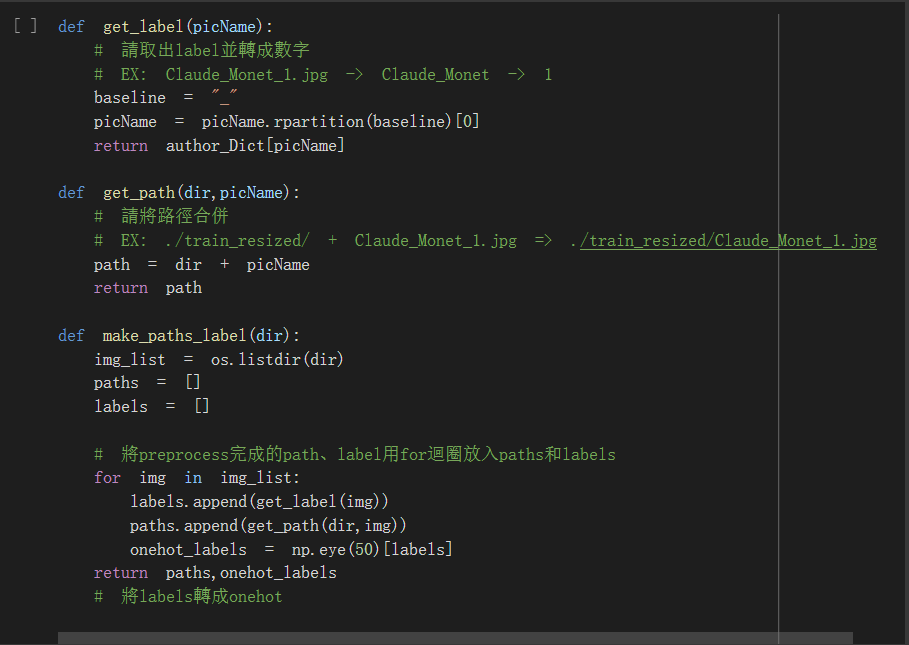 [ ] def get_label(picName):
# 請取出label並轉成數字
# EX: Claude_Monet_1.jpg -> Claude_Monet -> 1
baseline = "_"
picName = picName.rpartition(baseline)[0]
return author_Dict[picName]
def get_path(dir,picName):
# 請將路徑合併
# EX: ./train_resized/ + Claude_Monet_1.jpg => ./train_resized/Claude_Monet_1.jpg
path = dir + picName
return path
def make_paths_label(dir):
img_list = os.listdir(dir)
paths = []
labels = []
# 將preprocess完成的path、label用for迴圈放入paths和labels
for img in img_list:
labels.append(get_label(img))
paths.append(get_path(dir,img))
onehot_labels = np.eye(50)[labels]
return paths,onehot_labels
# 將labels轉成onehot